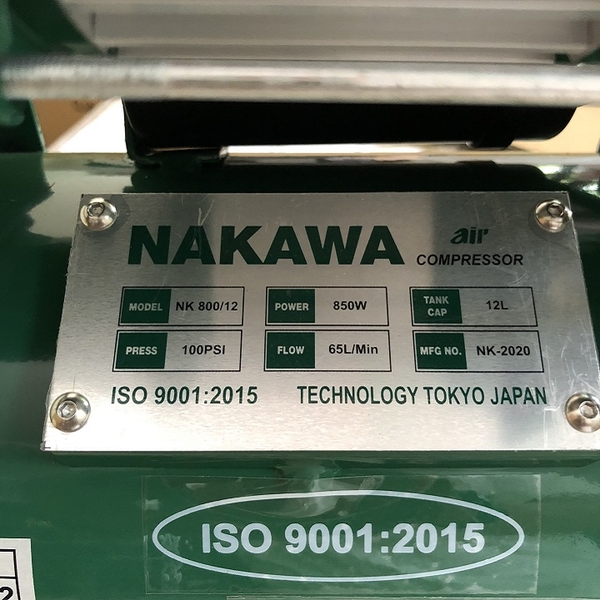 NAKAWA air COMPRESSOR
MODEL NK 800/12 POWER 850W TANK CAP 12L
PRESS 100PSI FLOW 65L/Min MFG NO. NK-2020
ISO 9001:2015 TECHNOLOGY TOKYO JAPAN
ISO 9001:2015
2